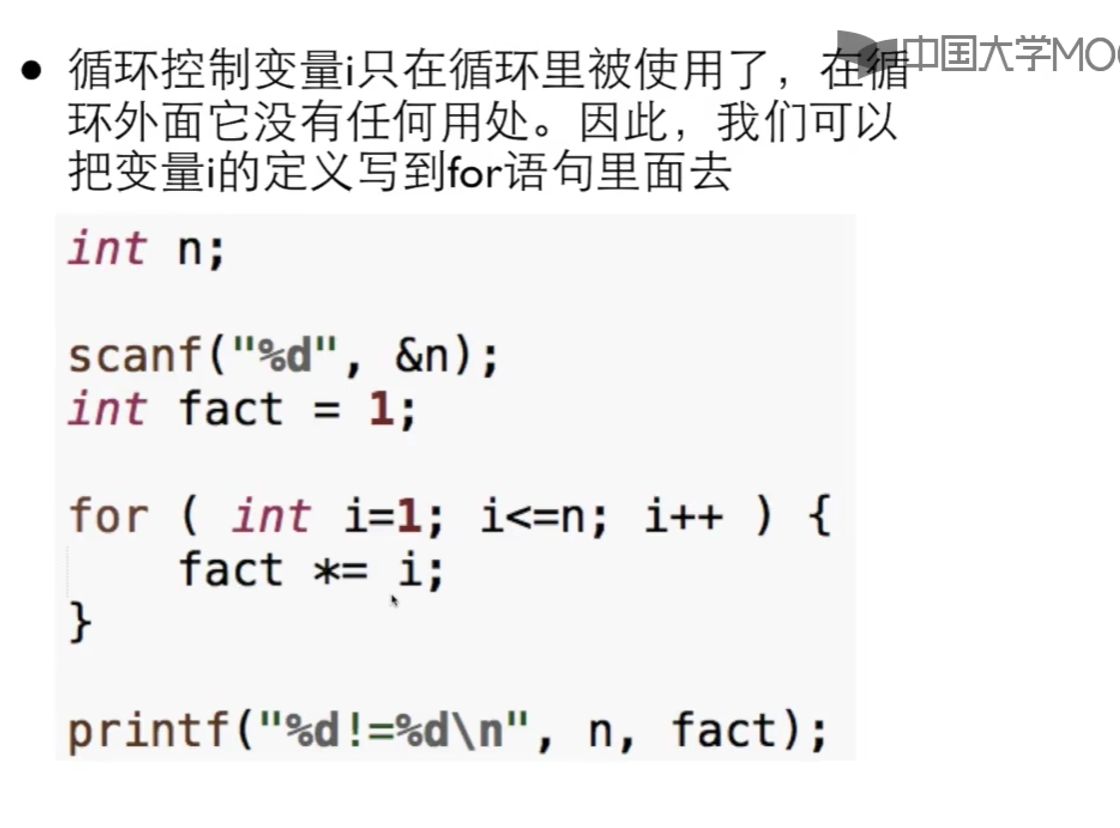 中国大学MOO
循环控制变量i只在循环里被使用了，在循
环外面它没有任何用处。因此，我们可以
把变量i的定义写到for语句里面去
int n;
scanf("%d", &n);
int fact = 1;
for ( int i=1; i<=n; i++ ) {
fact *= i;
}
printf("%d!=%d\n", n, fact);